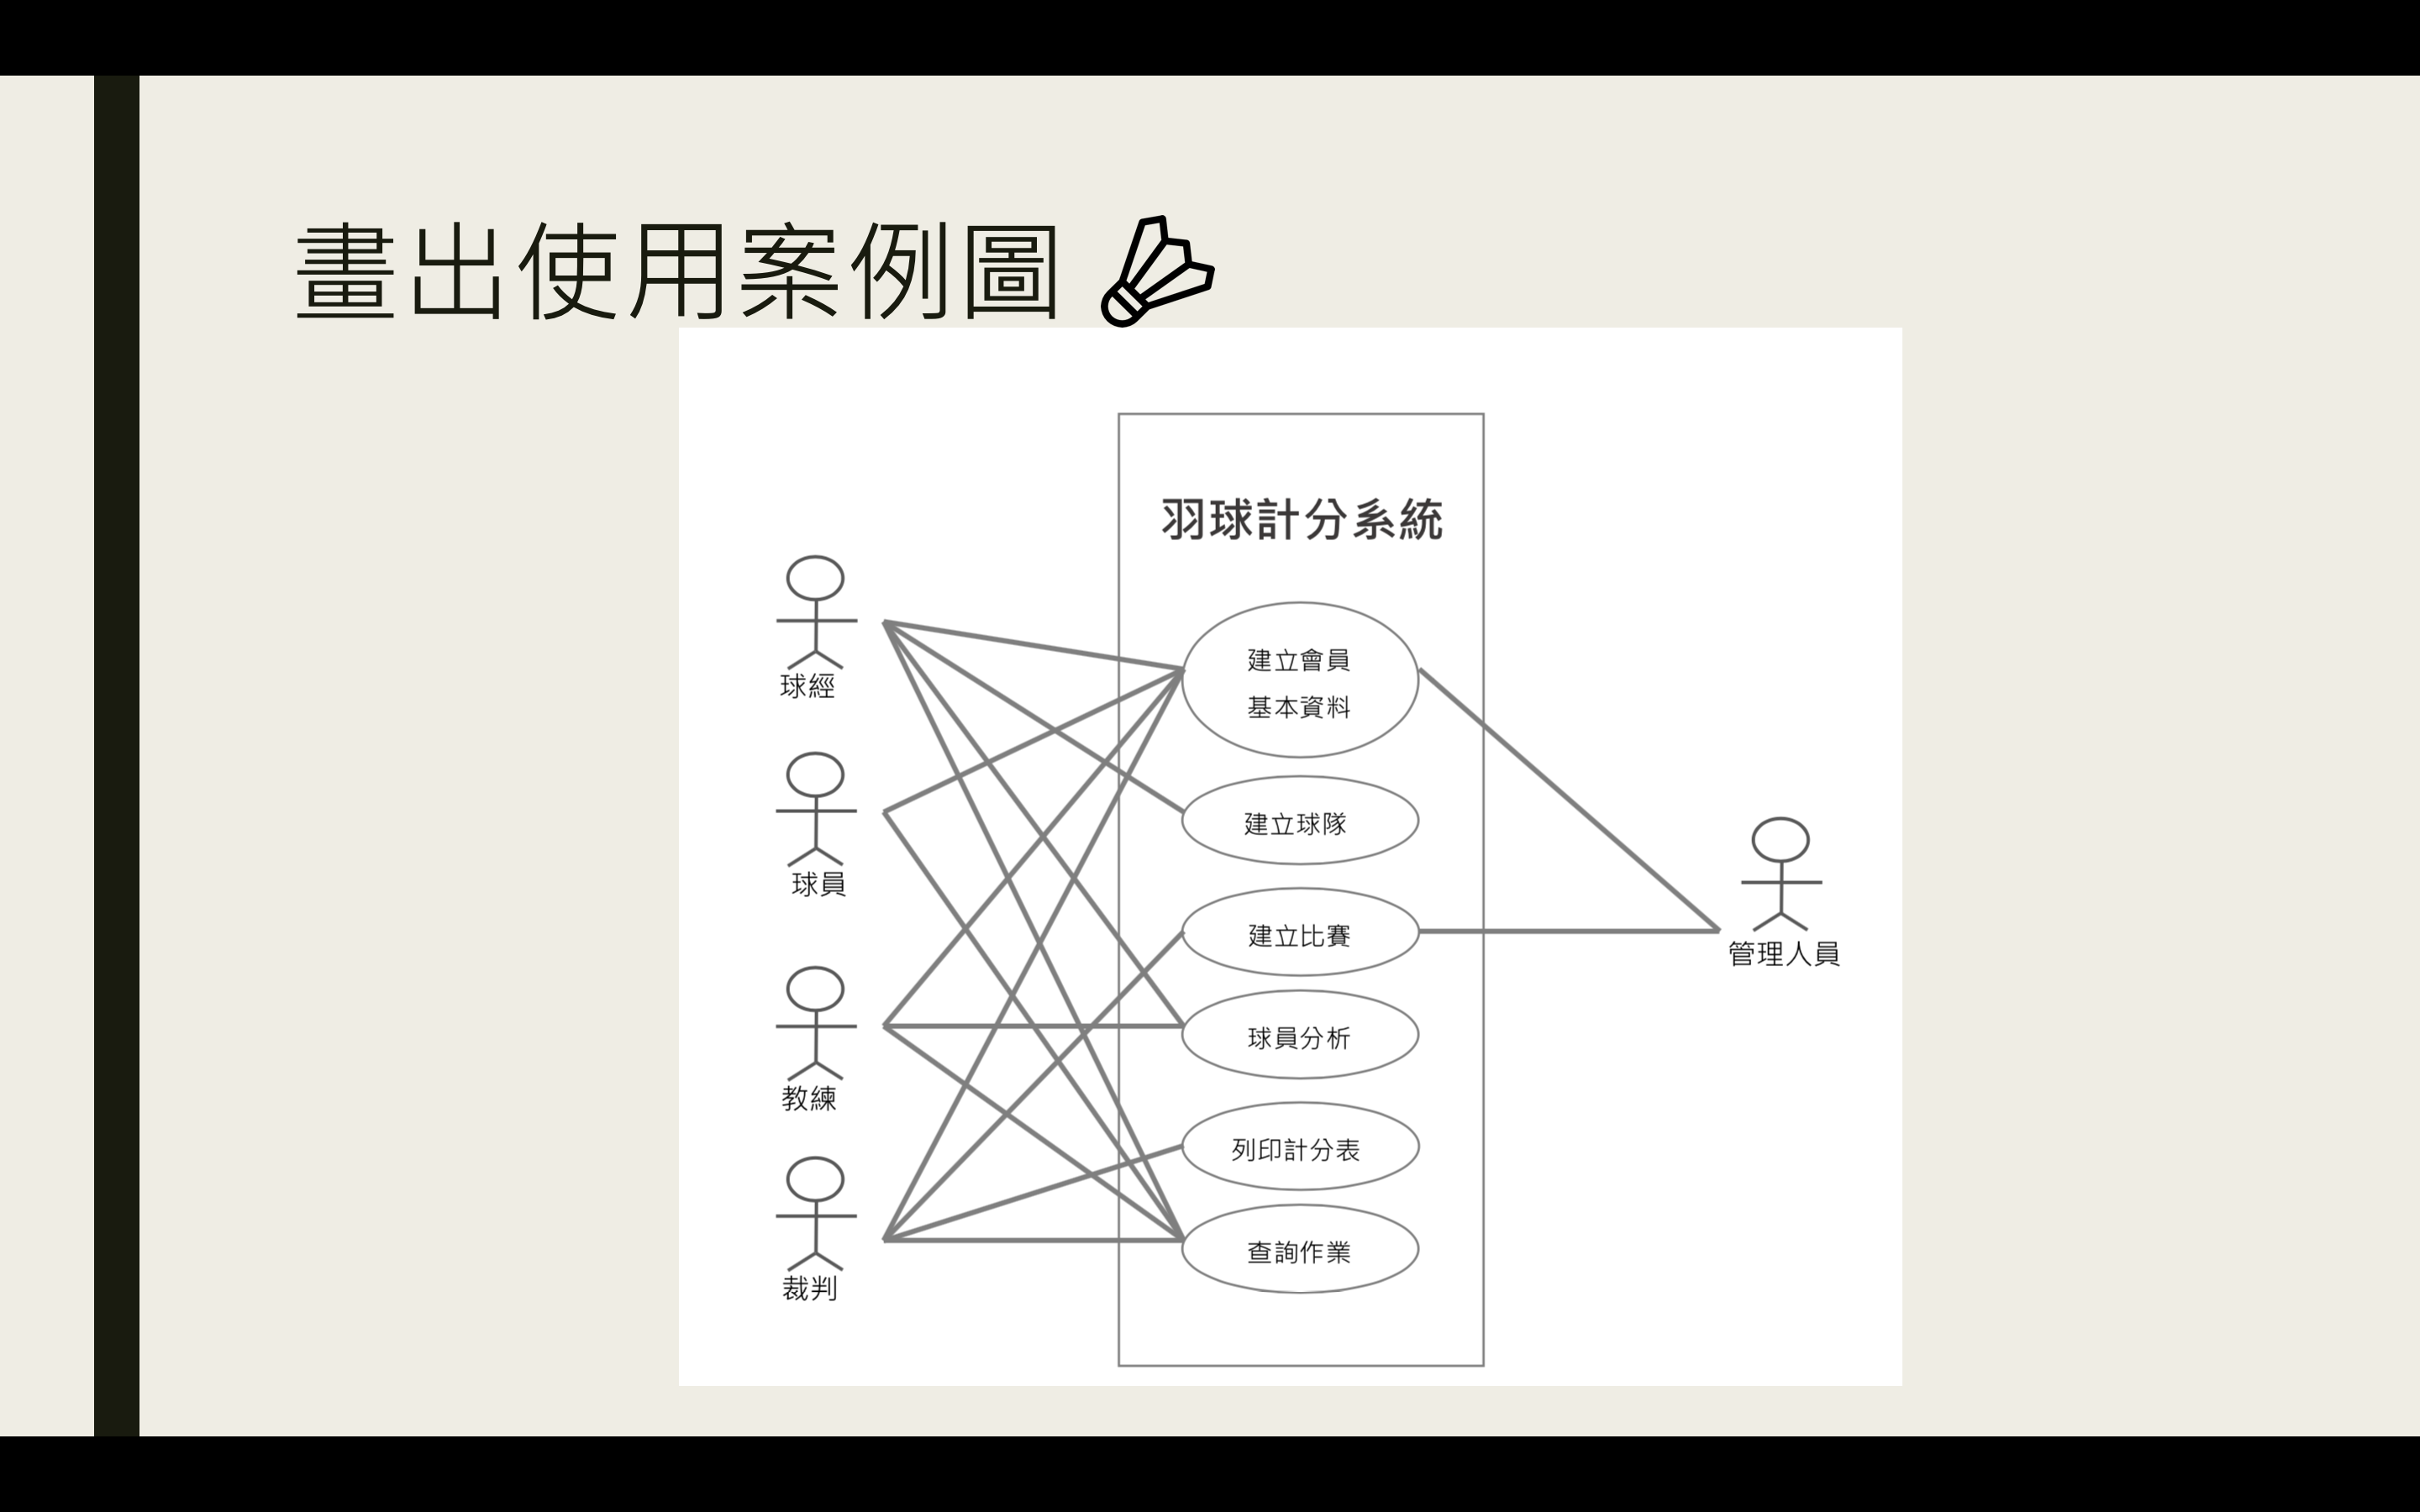 畫出使用案例圖
羽球計分系統
球經
球員
教練
裁判
建立會員
基本資料
建立球隊
建立比賽
球員分析
列印計分表
查詢作業
管理人員